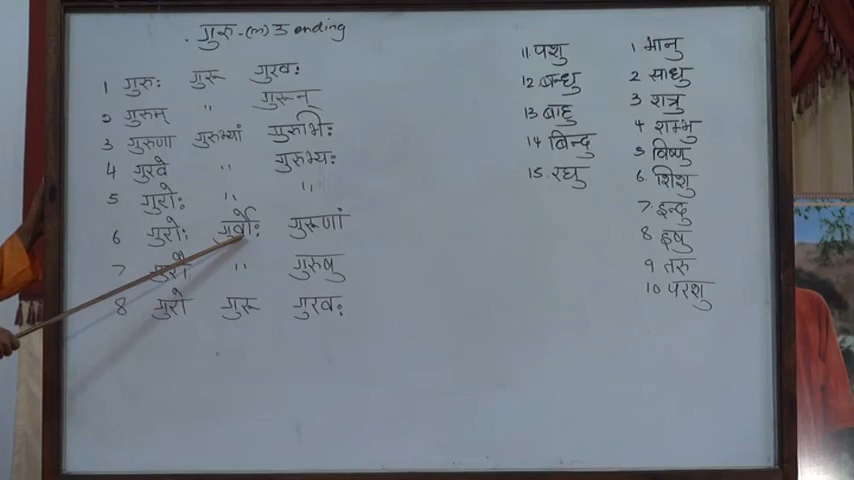 . गुरु - (m) उ ending
1 गुरुः गुरू गुरवः
2 गुरुम् " गुरून्
3 गुरुणा गुरुभ्यां गुरुभिः
4 गुरवे " गुरुभ्यः
5 गुरोः " "
6 गुरोः गुर्वोः गुरूणां
7 गुरौ " गुरुषु
8 गुरो गुरू गुरवः
11 पशु
12 बन्धु
13 बाहु
14 बिन्दु
15. रघु
1 भानु
2 साधु
3 शत्रु
4 शम्भु
5 विष्णु
6. शिशु
7 इन्दु
8 इषु
9 तरु
10 परशु